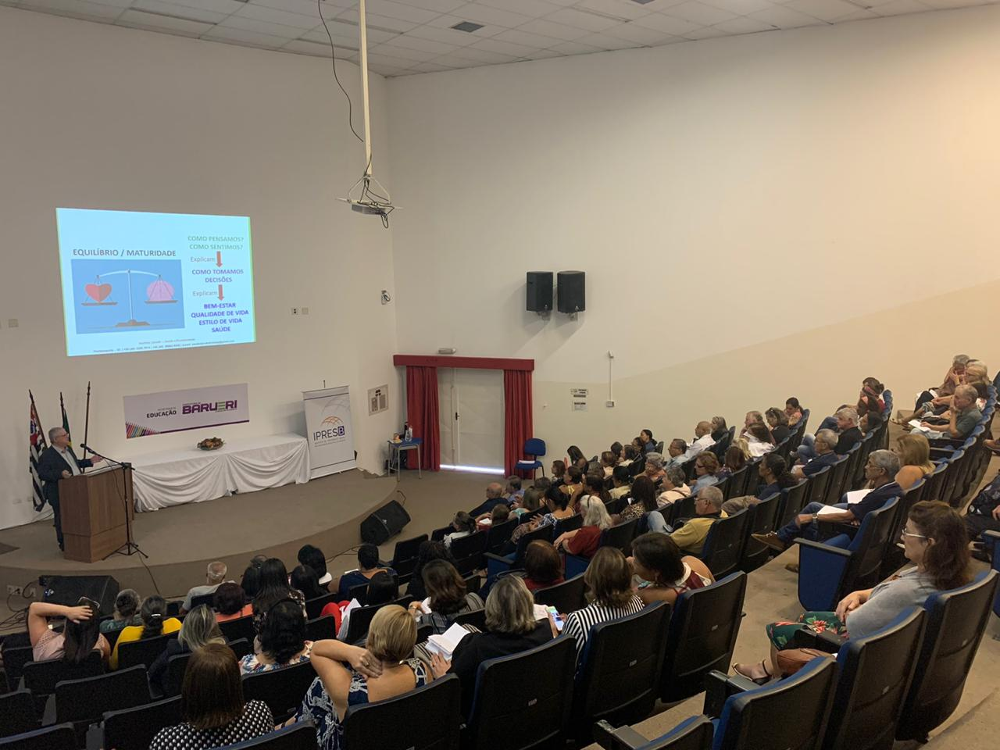 EQUILÍBRIO / MATURIDADE
COMO PENSAMOS?
COMO SENTIMOS?
Explicam
COMO TOMAMOS
DECISÕES
Explicam
BEM-ESTAR
QUALIDADE DE VIDA
ESTILO DE VIDA
SAÚDE
EDUCAÇÃO
BARUERI
IPRESB